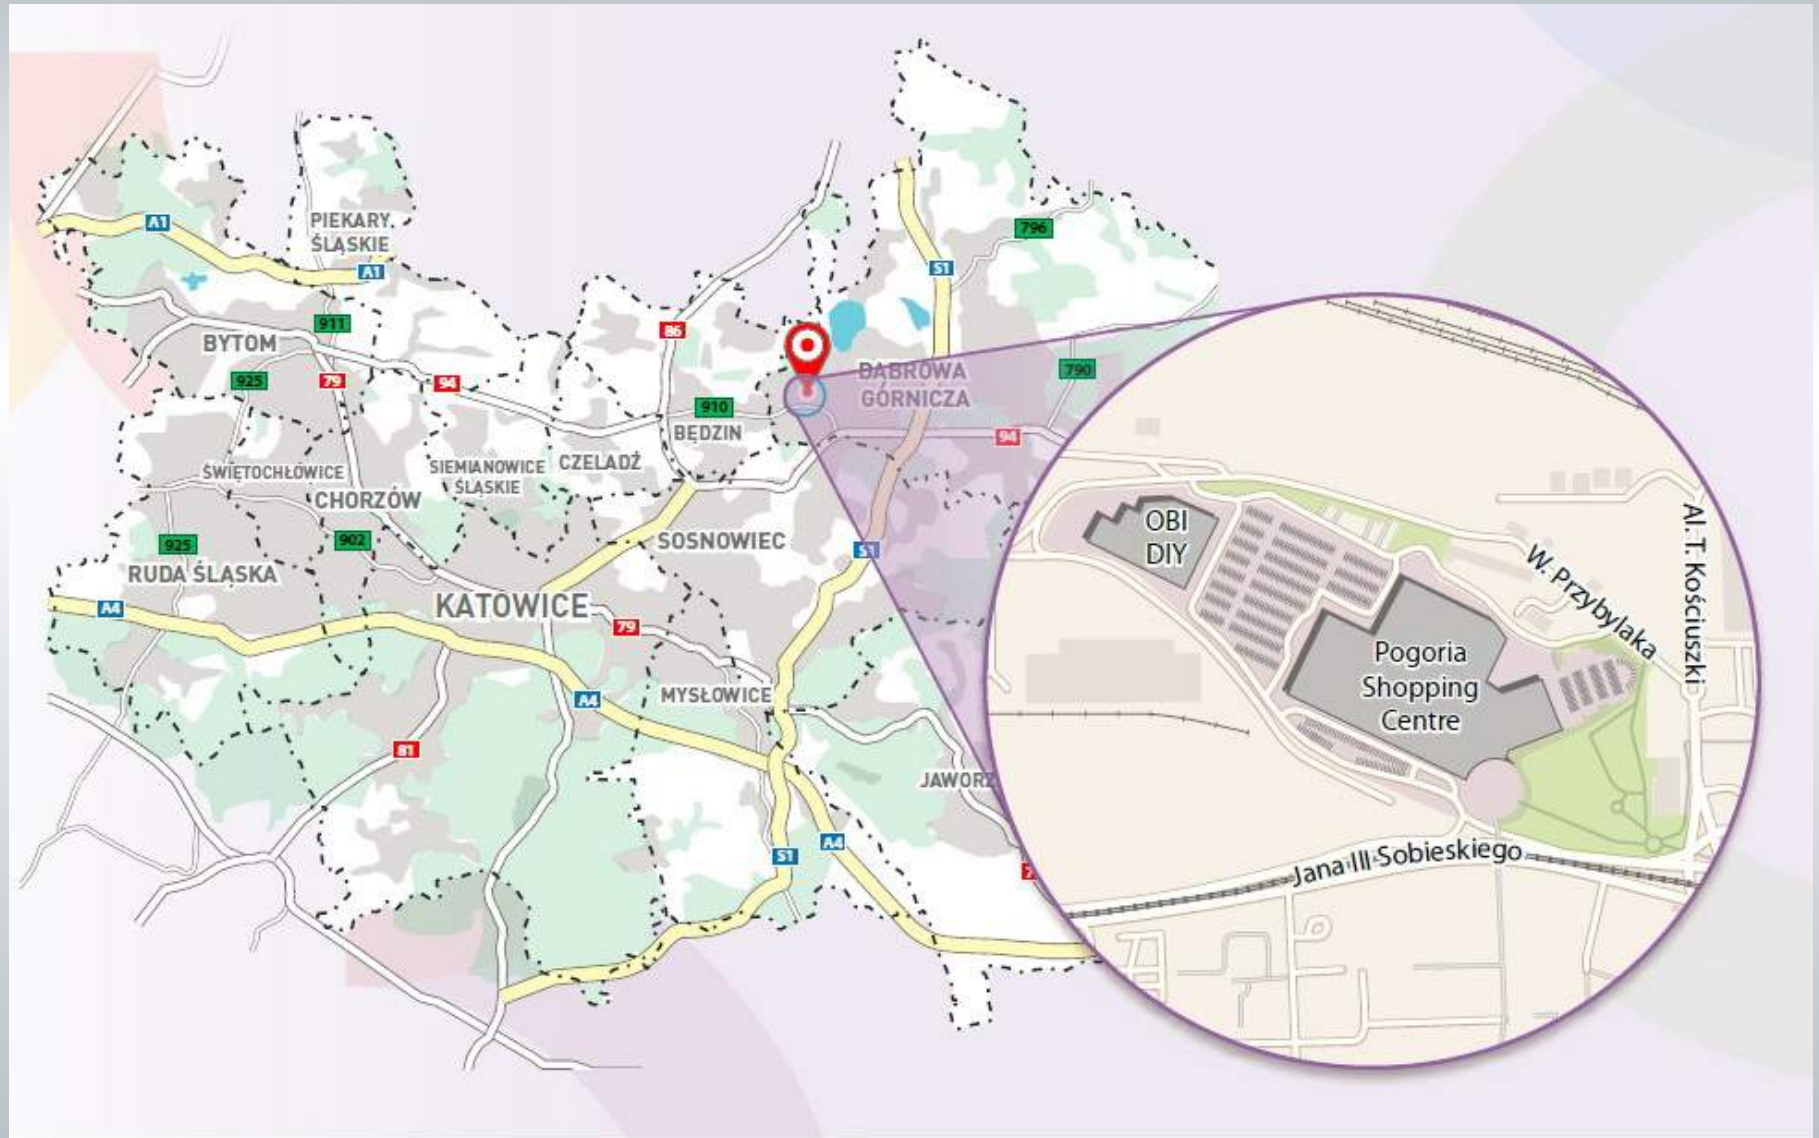 A1
PIEKARY
ŚLĄSKIE
A1
796
S1
911
BYTOM
86
925
79
94
DĄBROWA
GÓRNICZA
790
910
BĘDZIN
94
ŚWIĘTOCHŁOWICE
SIEMIANOWICE
ŚLĄSKIE
CZELADŹ
CHORZÓW
925
902
SOSNOWIEC
S1
RUDA ŚLĄSKA
A4
KATOWICE
79
A4
MYSŁOWICE
81
JAWORZ
S1
A4
OBI
DIY
Pogoria
Shopping
Centre
W. Przybylaka
Al. T. Kościuszki
Jana III Sobieskiego